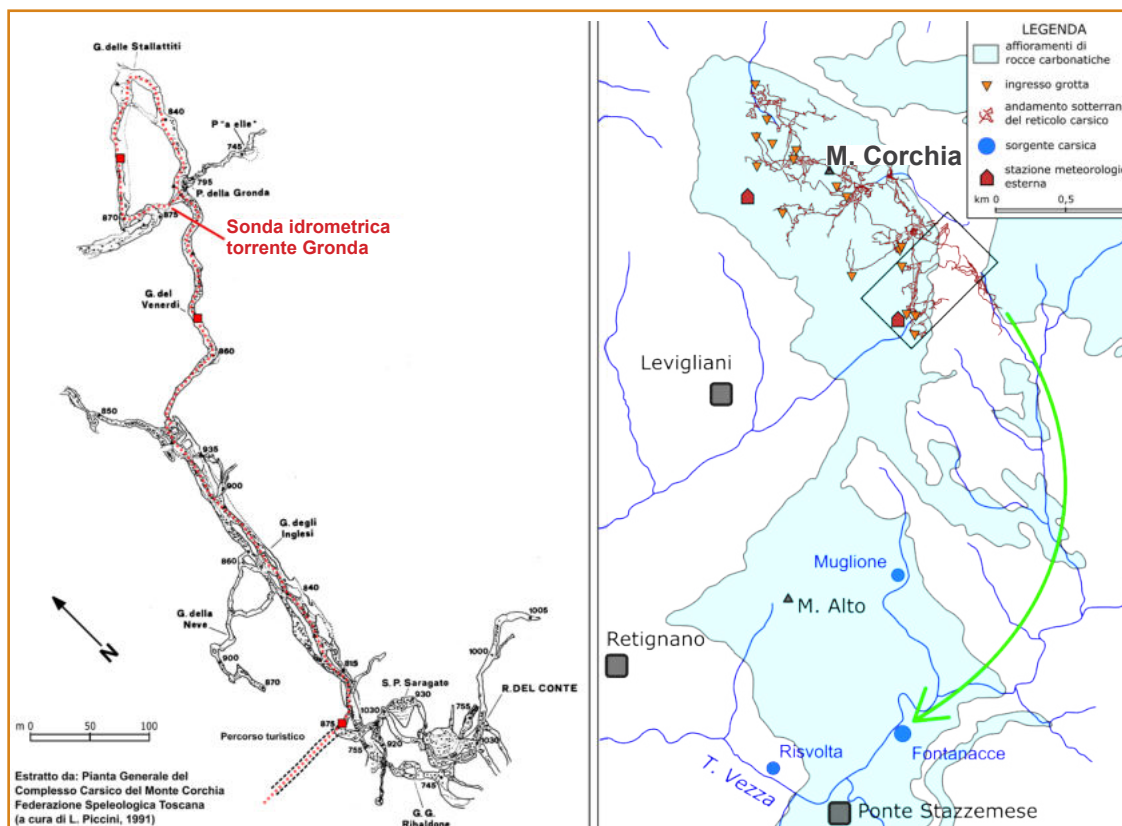 G. delle Stallattiti
840
P "a elle"
745
795
P. della Gronda
870
875
Sonda idrometrica
torrente Gronda
G. del
Venerdì
860
850
935
900
G. degli
Inglesi
860
840
G. della
Neve
900
870
815
1005
1000
S. P. Saragato
930
R. DEL CONTE
755
1030
1030
875
920
755
745
G. G.
Ribaldone
Percorso turistico
N
m 0 50 100
Estratto da: Pianta Generale del
Complesso Carsico del Monte Corchia
Federazione Speleologica Toscana
(a cura di L. Piccini, 1991)
LEGENDA
affioramenti di
rocce carbonatiche
ingresso grotta
andamento sotterran
del reticolo carsico
sorgente carsica
stazione meteorologic
esterna
km 0 0,5
M. Corchia
Levigliani
Muglione
M. Alto
Retignano
Risvolta
Fontanacce
T. Vezza
Ponte Stazzemese